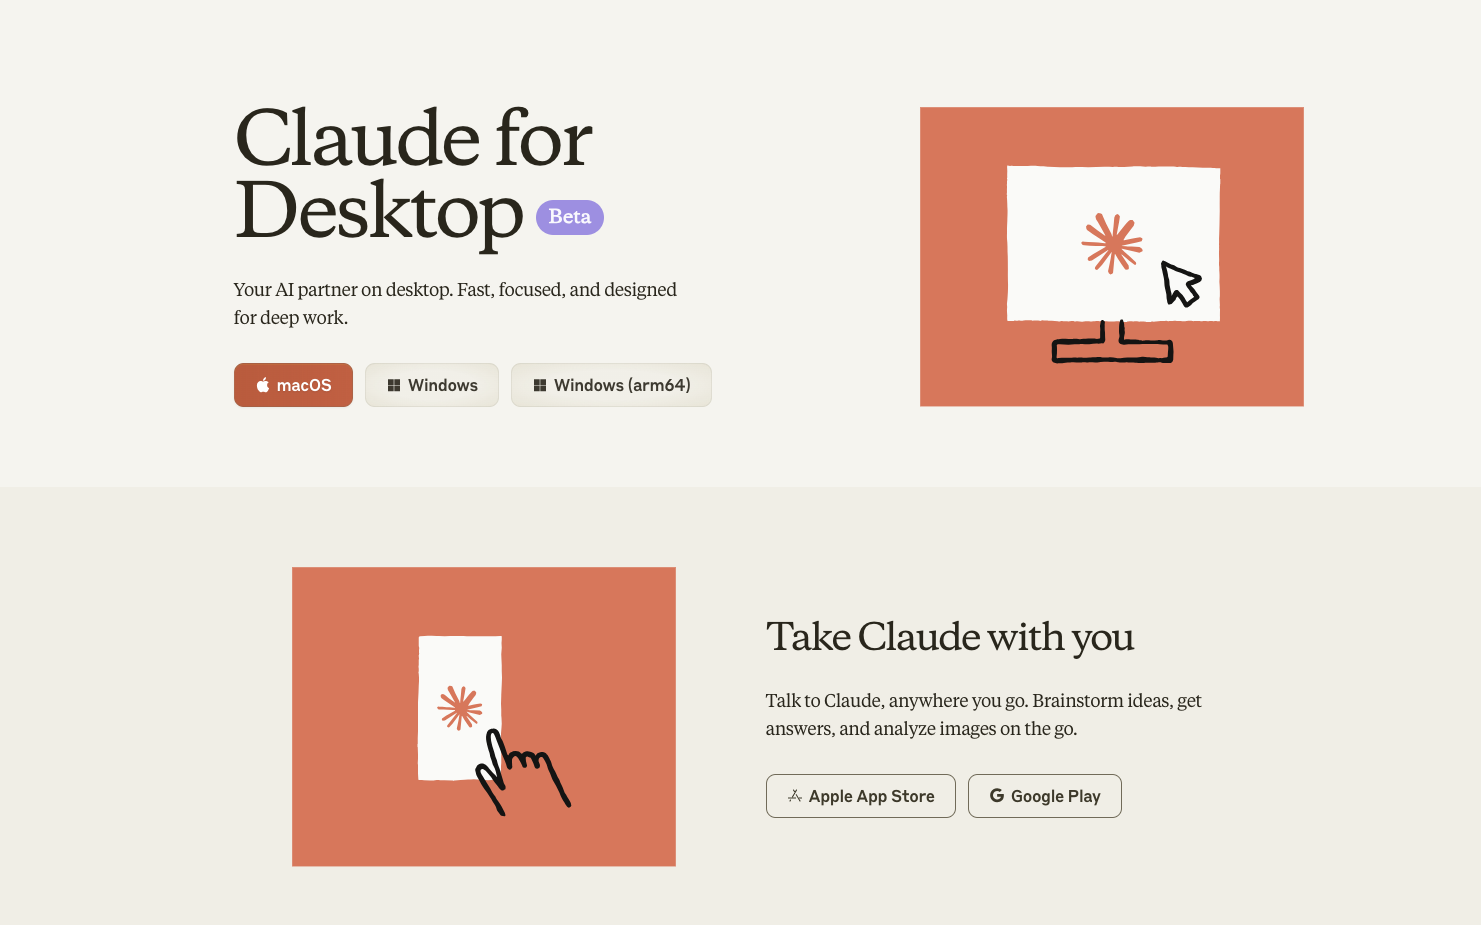 Claude for
Desktop Beta
Your AI partner on desktop. Fast, focused, and designed
for deep work.
macOS Windows Windows (arm64)
Take Claude with you
Talk to Claude, anywhere you go. Brainstorm ideas, get
answers, and analyze images on the go.
Apple App Store Google Play